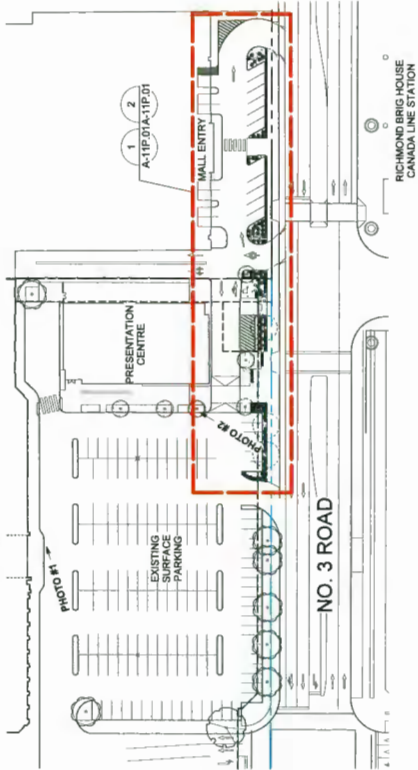 1
2
A-11P.01
A-11P.01
MALL ENTRY
RICHMOND BRIG HOUSE
CANADA LINE STATION
PRESENTATION
CENTRE
PHOTO #2
PHOTO #1
EXISTING
SURFACE
PARKING
NO. 3 ROAD